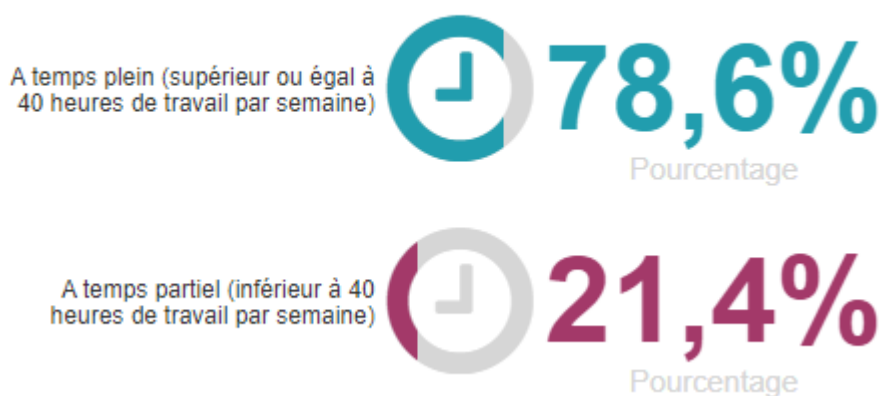 A temps plein (supérieur ou égal à
40 heures de travail par semaine)
78,6%
Pourcentage
A temps partiel (inférieur à 40
heures de travail par semaine)
21,4%
Pourcentage